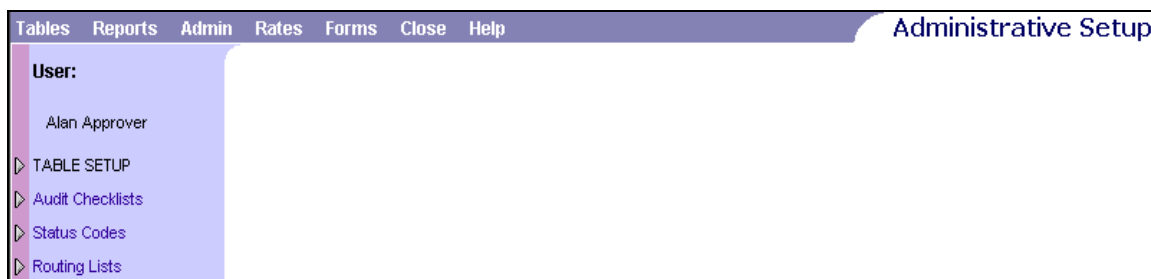 Tables Reports Admin Rates Forms Close Help Administrative Setup
User:
Alan Approver
TABLE SETUP
Audit Checklists
Status Codes
Routing Lists